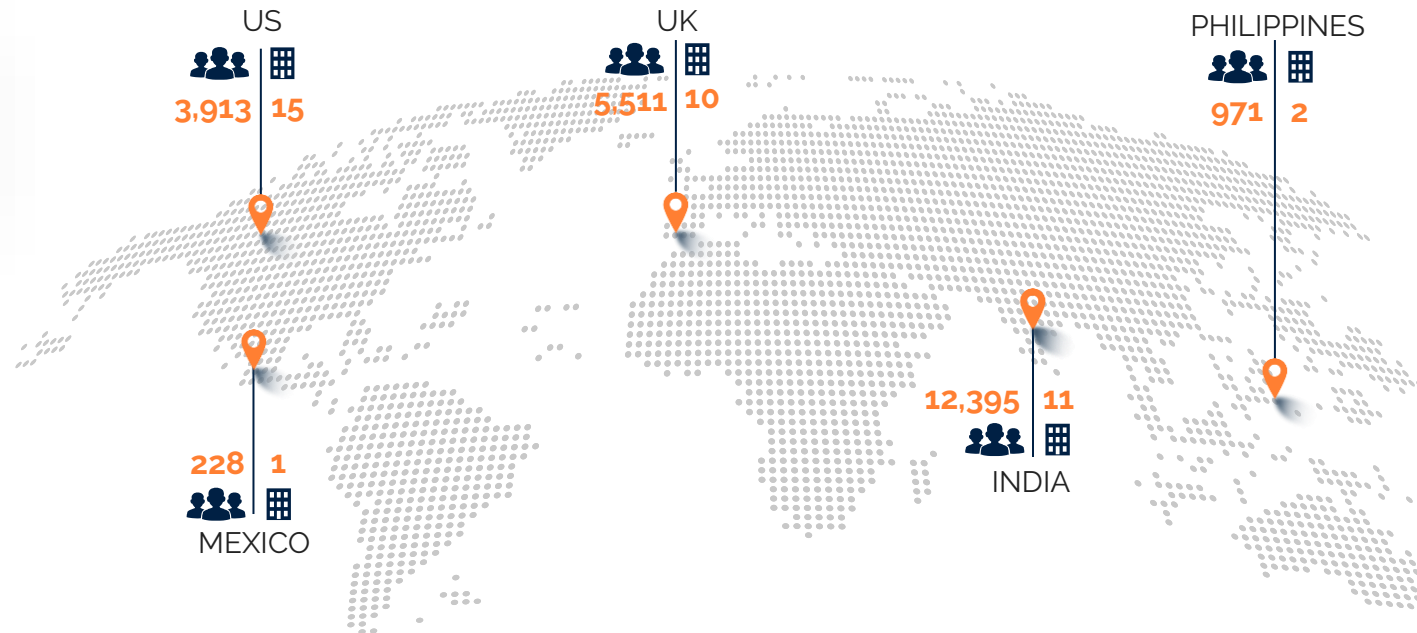 US
3,913 15
UK
5,511 10
PHILIPPINES
971 2
228 1
MEXICO
12,395 11
INDIA